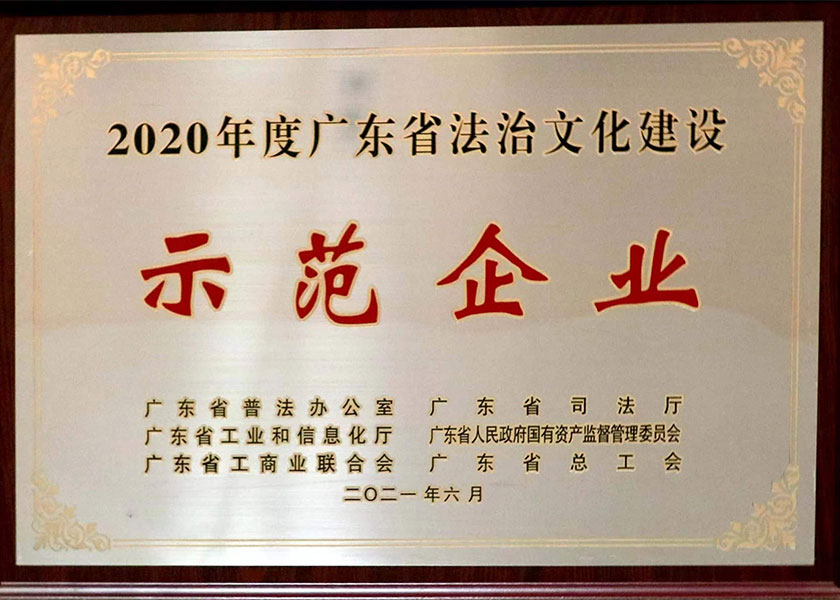 2020年度广东省法治文化建设
示范企业
广东省普法办公室 广东省司法厅
广东省工业和信息化厅 广东省人民政府国有资产监督管理委员会
广东省工商业联合会 广东省总工会
二〇二一年六月